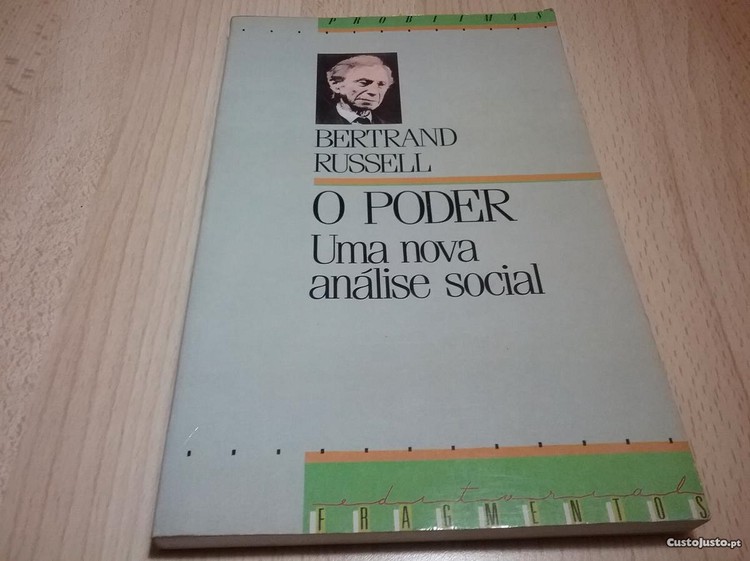 PROBLEMAS
BERTRAND
RUSSELL
O PODER
Uma nova
análise social
editorial
FRAGMENTOS
CustoJusto.pt